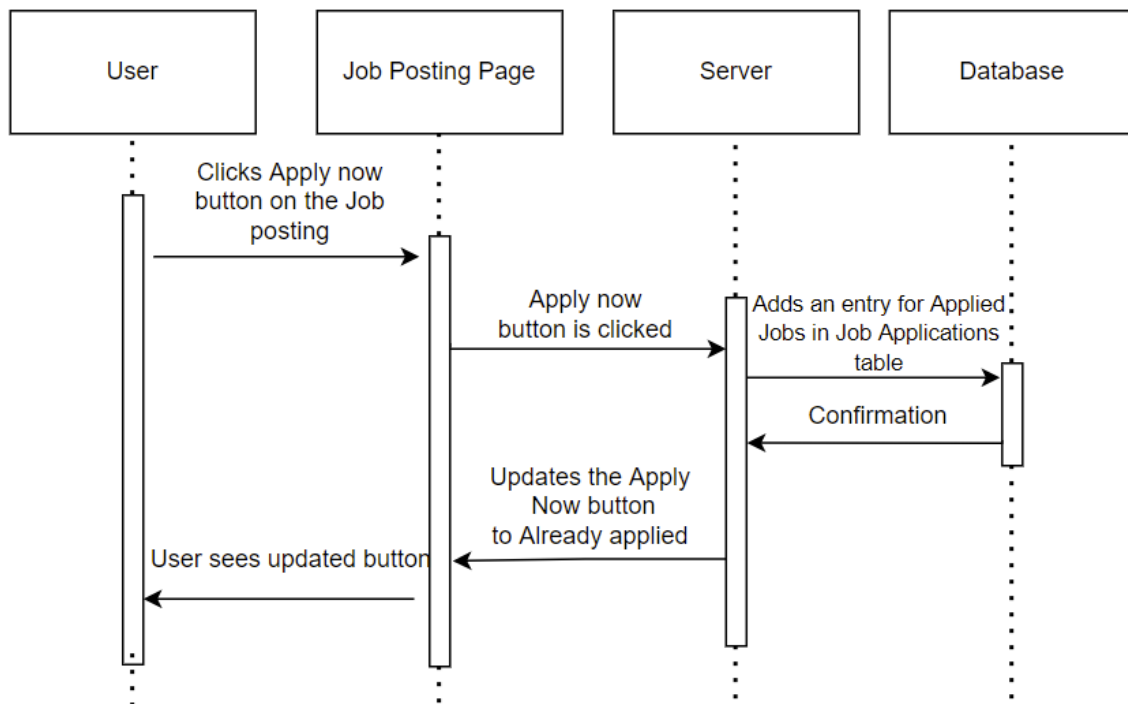 User
Job Posting Page
Server
Database
Clicks Apply now
button on the Job
posting
Apply now
button is clicked
Adds an entry for Applied
Jobs in Job Applications
table
Confirmation
Updates the Apply
Now button
to Already applied
User sees updated button